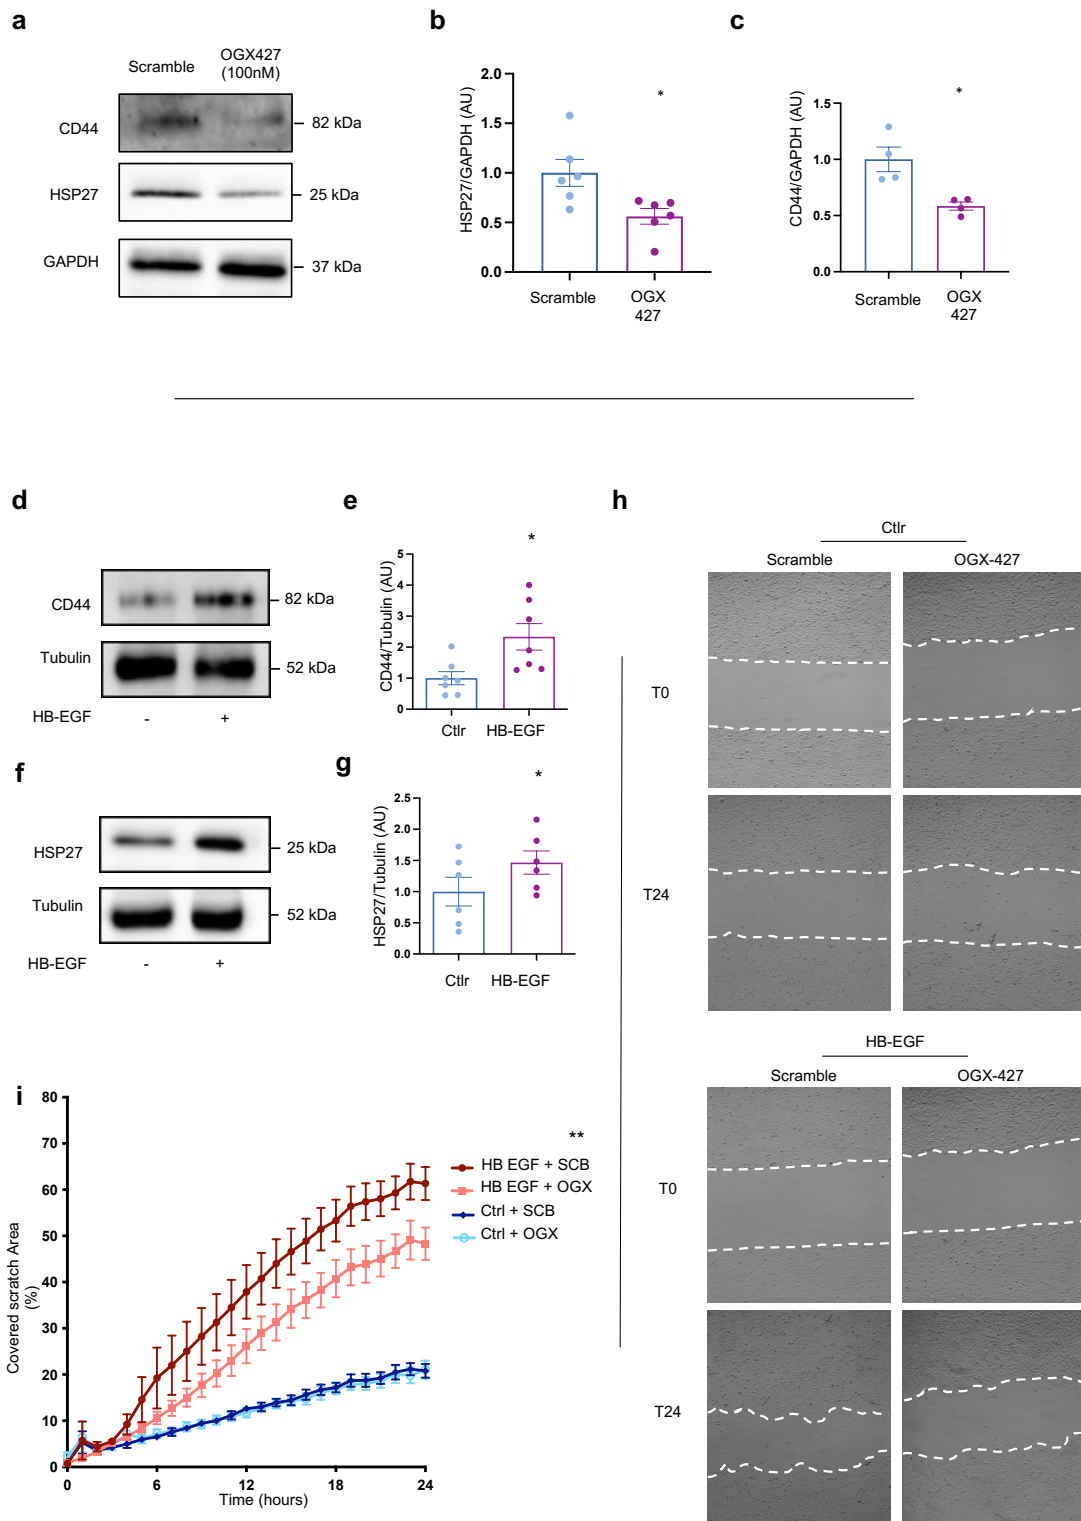 a
Scramble
OGX427
(100nM)
CD44
82 kDa
HSP27
25 kDa
GAPDH
37 kDa
b
HSP27/GAPDH (AU)
2.0
1.5
1.0
0.5
0.0
*
Scramble
OGX
427
c
CD44/GAPDH (AU)
1.5
1.0
0.5
0.0
*
Scramble
OGX
427
d
CD44
82 kDa
Tubulin
52 kDa
HB-EGF
-
+
e
CD44/Tubulin (AU)
5
4
3
2
1
0
*
Ctlr
HB-EGF
f
HSP27
25 kDa
Tubulin
52 kDa
HB-EGF
-
+
g
HSP27/Tubulin (AU)
2.5
2.0
1.5
1.0
0.5
0.0
*
Ctlr
HB-EGF
h
Ctlr
Scramble
OGX-427
T0
T24
HB-EGF
Scramble
OGX-427
T0
T24
i
Covered scratch Area
(%)
80
70
60
50
40
30
20
10
0
0
6
12
18
24
Time (hours)
**
HB EGF + SCB
HB EGF + OGX
Ctrl + SCB
Ctrl + OGX